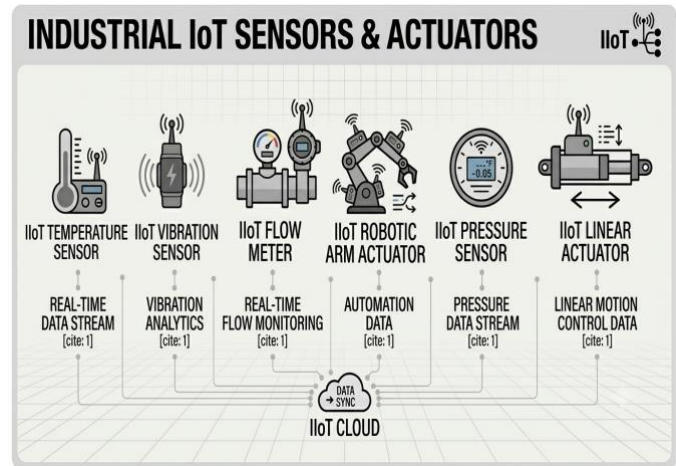 INDUSTRIAL IoT SENSORS & ACTUATORS
IIoT
IIoT TEMPERATURE
SENSOR
IIoT VIBRATION
SENSOR
IIoT FLOW
METER
IIoT ROBOTIC
ARM ACTUATOR
IIoT PRESSURE
SENSOR
IIoT LINEAR
ACTUATOR
-0.05
REAL-TIME
DATA STREAM
[cite: 1]
VIBRATION
ANALYTICS
[cite: 1]
REAL-TIME
FLOW MONITORING
[cite: 1]
AUTOMATION
DATA
[cite: 1]
PRESSURE
DATA STREAM
[cite: 1]
LINEAR MOTION
CONTROL DATA
[cite: 1]
DATA
SYNC
IIoT CLOUD